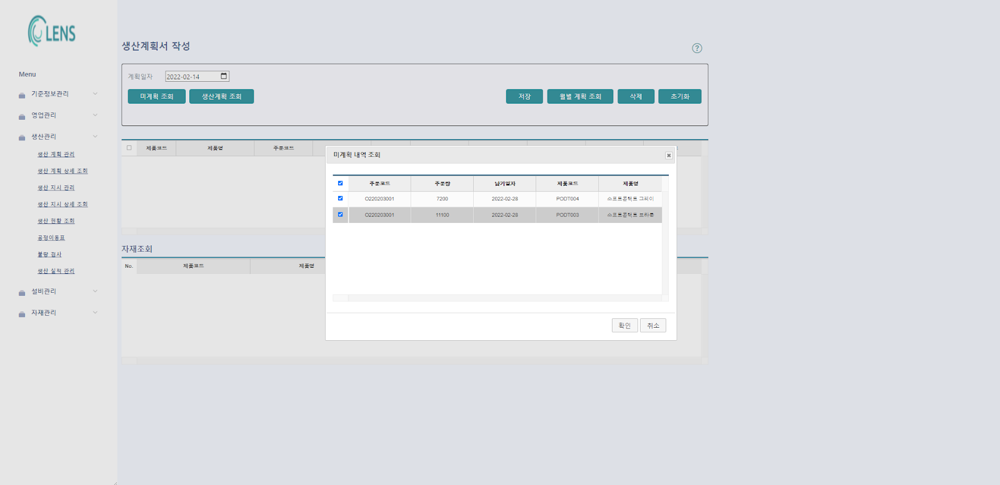 LENS
Menu
기준정보관리
영업관리
생산관리
생산 계획 관리
생산 계획 상세 조회
생산 지시 관리
생산 지시 상세 조회
생산 현황 조회
공정이동표
불량 검사
생산 실적 관리
설비관리
자재관리
생산계획서 작성
?
계획일자 2022-02-14
미계획 조회 생산계획 조회 저장 월별 계획 조회 삭제 초기화
제품코드 제품명 주문코드
미계획 내역 조회
주문코드 주문량 납기일자 제품코드 제품명
O220203001 7200 2022-02-28 PODT004 소프트콘택트 그레이
O220203001 11100 2022-02-28 PODT003 소프트콘택트 브라운
확인 취소
자재조회
No. 제품코드 제품명